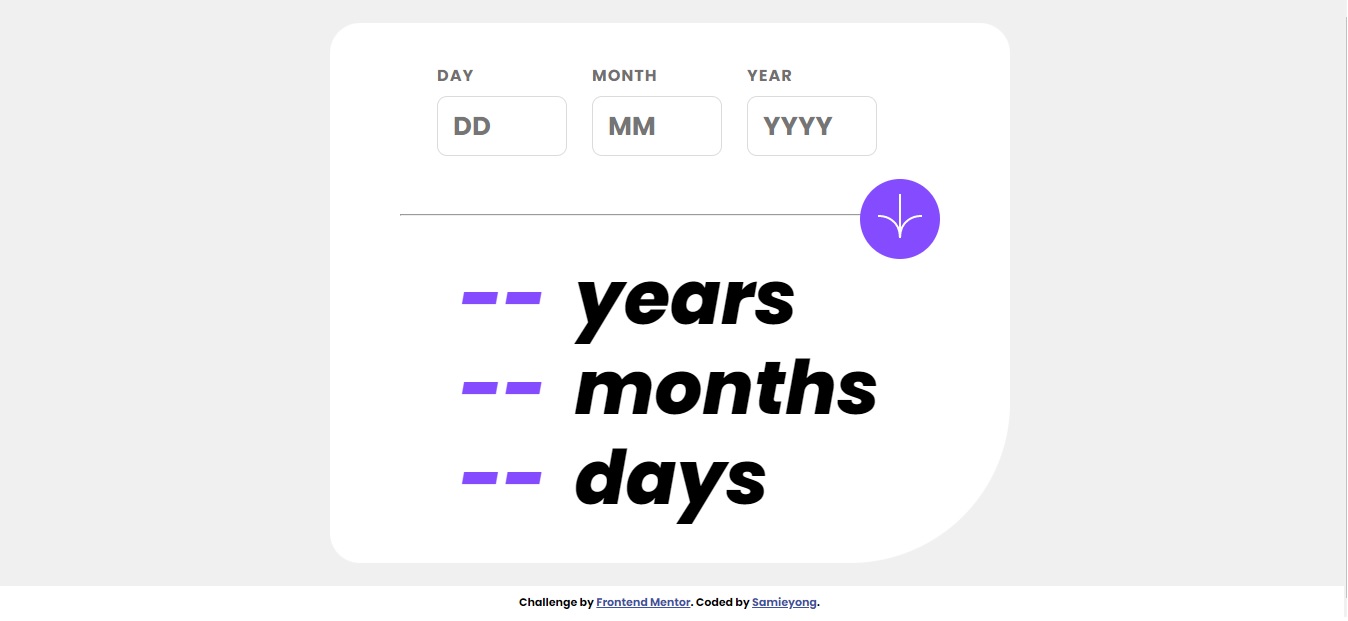 DAY MONTH YEAR
DD MM YYYY
-- years
-- months
-- days
Challenge by Frontend Mentor. Coded by Samieyong.